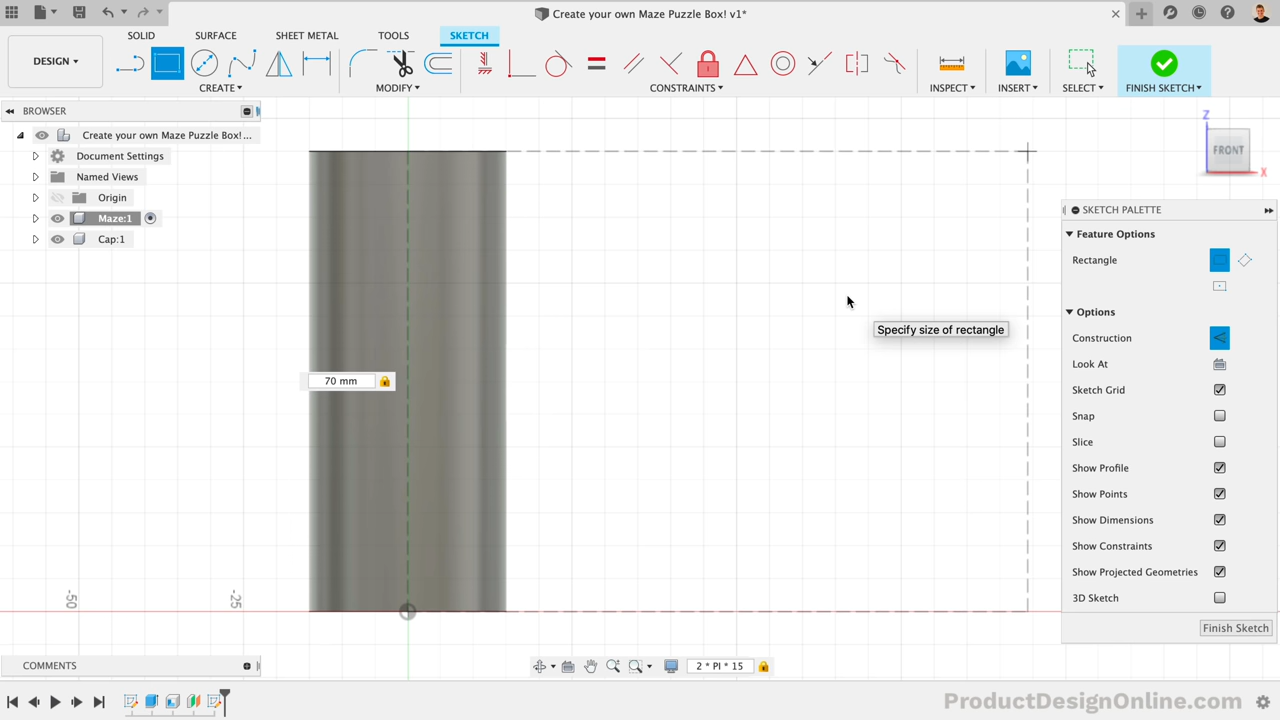 Create your own Maze Puzzle Box! v1*
SOLID SURFACE SHEET METAL TOOLS SKETCH
DESIGN ▾
CREATE ▾ MODIFY ▾ CONSTRAINTS ▾ INSPECT ▾ INSERT ▾ SELECT ▾ FINISH SKETCH ▾
BROWSER
Create your own Maze Puzzle Box! ...
Document Settings
Named Views
Origin
Maze:1
Cap:1
Z
FRONT
X
SKETCH PALETTE
Feature Options
Rectangle
Options
Construction
Look At
Sketch Grid
Snap
Slice
Show Profile
Show Points
Show Dimensions
Show Constraints
Show Projected Geometries
3D Sketch
Finish Sketch
Specify size of rectangle
70 mm
-50
-25
COMMENTS
2 * PI * 15
ProductDesignOnline.com